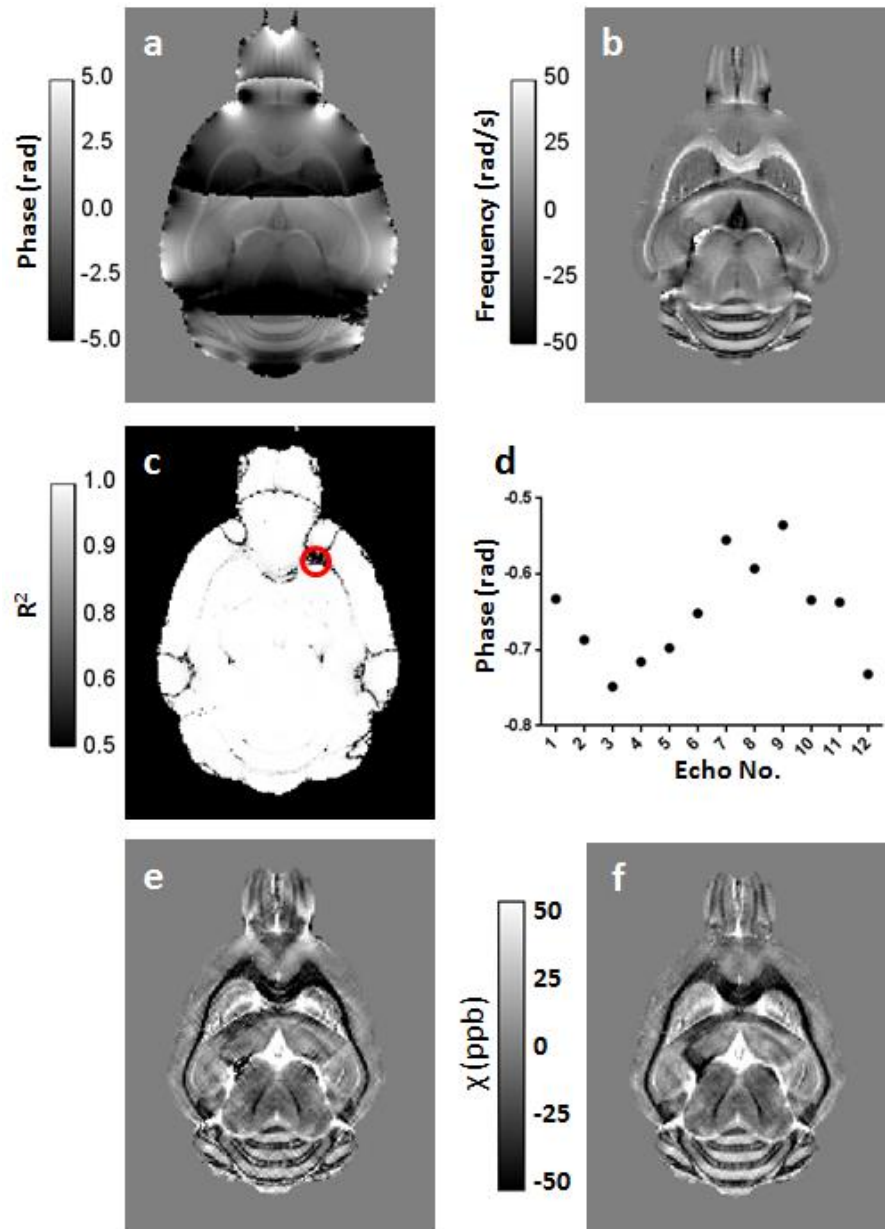 a
5.0
2.5
0.0
-2.5
-5.0
Phase (rad)
b
50
25
0
-25
-50
Frequency (rad/s)
c
1.0
0.9
0.8
0.6
0.5
R²
d
-0.5
-0.6
-0.7
-0.8
Phase (rad)
1 2 3 4 5 6 7 8 9 10 11 12
Echo No.
e
f
50
25
0
-25
-50
χ (ppb)